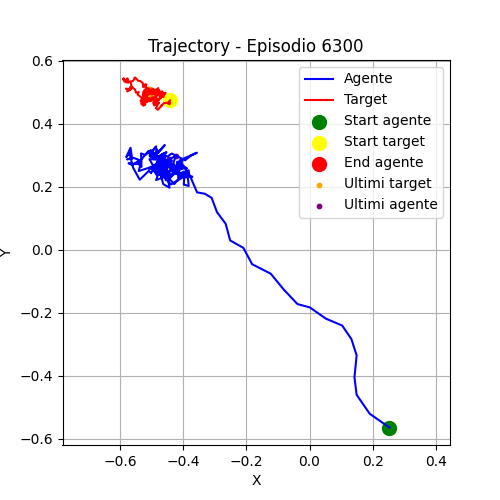 Trajectory - Episodio 6300
Agente
Target
Start agente
Start target
End agente
Ultimi target
Ultimi agente
0.6
0.4
0.2
0.0
−0.2
−0.4
−0.6
Y
−0.6
−0.4
−0.2
0.0
0.2
0.4
X